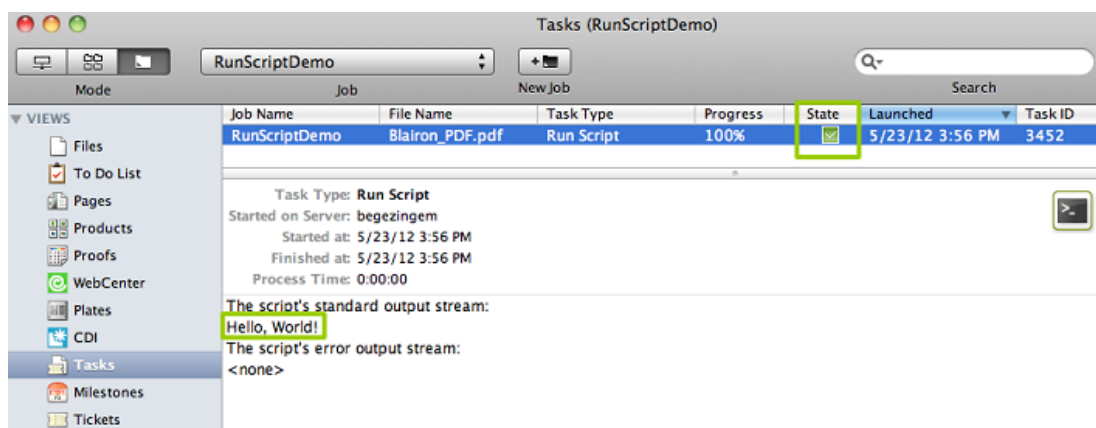 Tasks (RunScriptDemo)
RunScriptDemo
Mode Job New Job Search
VIEWS
Files
To Do List
Pages
Products
Proofs
WebCenter
Plates
CDI
Tasks
Milestones
Tickets
Job Name File Name Task Type Progress State Launched Task ID
RunScriptDemo Blairon_PDF.pdf Run Script 100% 5/23/12 3:56 PM 3452
Task Type: Run Script
Started on Server: begezingem
Started at: 5/23/12 3:56 PM
Finished at: 5/23/12 3:56 PM
Process Time: 0:00:00
The script's standard output stream:
Hello, World!
The script's error output stream:
<none>